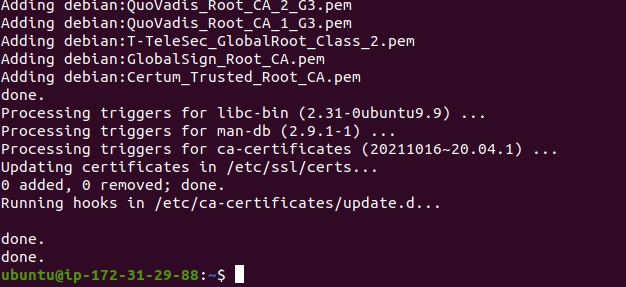 Adding debian:QuoVadis_Root_CA_2_G3.pem
Adding debian:QuoVadis_Root_CA_1_G3.pem
Adding debian:T-TeleSec_GlobalRoot_Class_2.pem
Adding debian:GlobalSign_Root_CA.pem
Adding debian:Certum_Trusted_Root_CA.pem
done.
Processing triggers for libc-bin (2.31-0ubuntu9.9) ...
Processing triggers for man-db (2.9.1-1) ...
Processing triggers for ca-certificates (20211016~20.04.1) ...
Updating certificates in /etc/ssl/certs...
0 added, 0 removed; done.
Running hooks in /etc/ca-certificates/update.d...
done.
done.
ubuntu@ip-172-31-29-88:~$